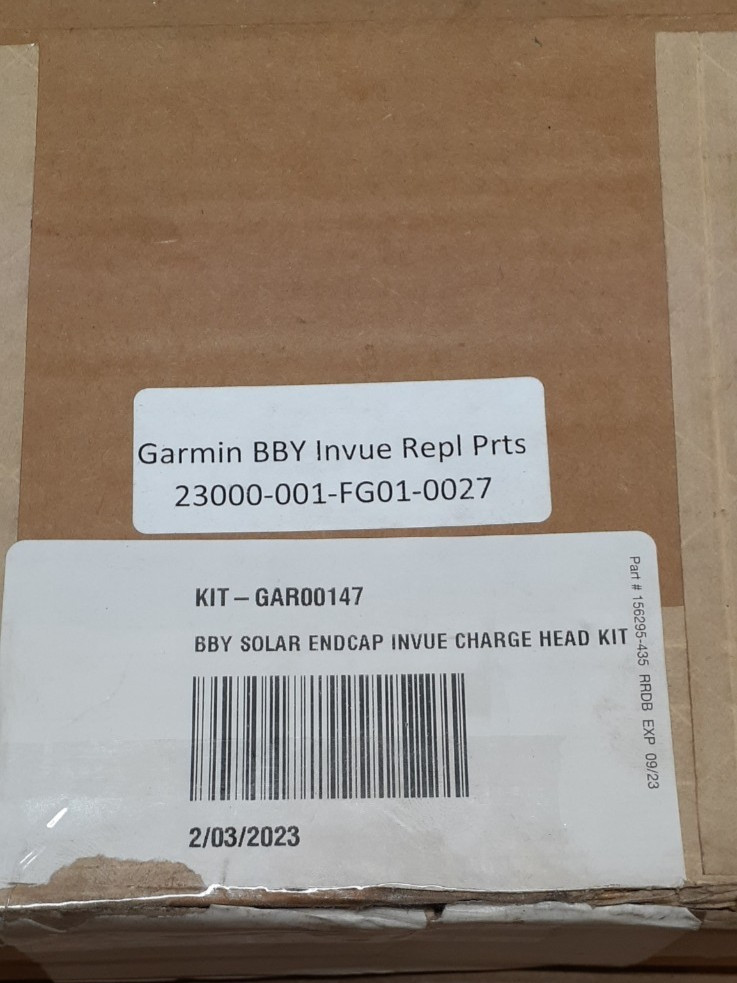 Garmin BBY Invue Repl Prts
23000-001-FG01-0027
KIT – GAR00147
BBY SOLAR ENDCAP INVUE CHARGE HEAD KIT
2/03/2023
Part # 156295-435 RRDB EXP 09/23